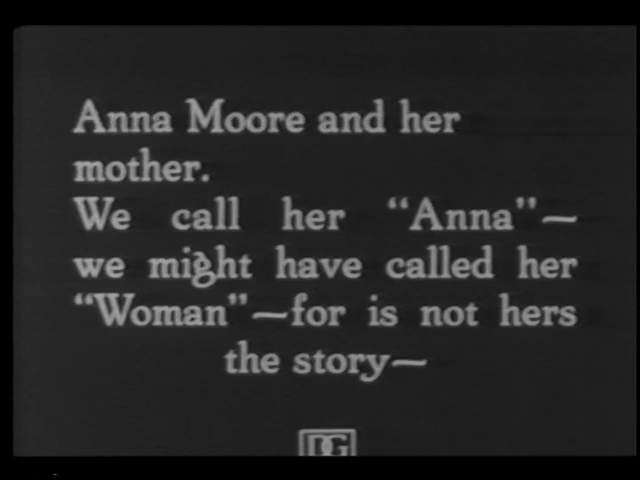 Anna Moore and her
mother.
We call her “Anna”—
we might have called her
“Woman”—for is not hers
the story—
DG